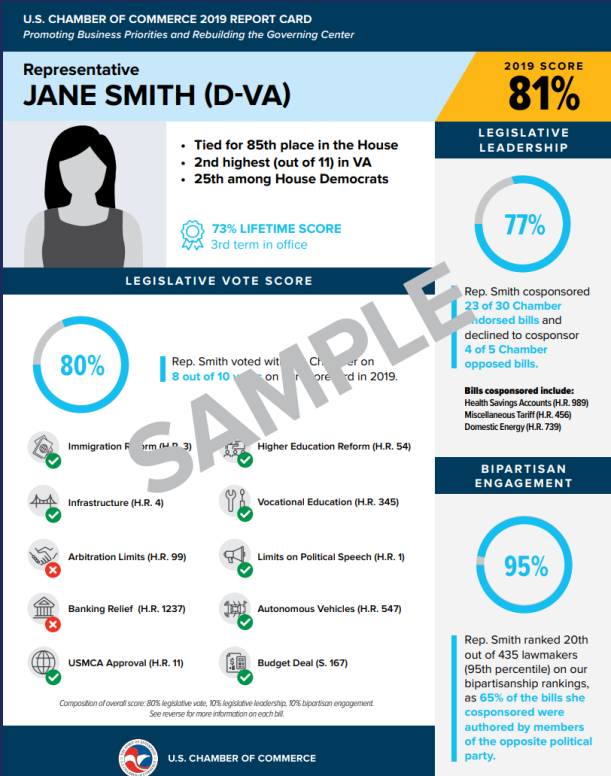 U.S. CHAMBER OF COMMERCE 2019 REPORT CARD
Promoting Business Priorities and Rebuilding the Governing Center
Representative
JANE SMITH (D-VA)
2019 SCORE
81%
• Tied for 85th place in the House
• 2nd highest (out of 11) in VA
• 25th among House Democrats
73% LIFETIME SCORE
3rd term in office
LEGISLATIVE VOTE SCORE
80%
Rep. Smith voted Chamber on
8 out of 10 on in 2019.
SAMPLE
Immigration Reform (H.R. 3)
Higher Education Reform (H.R. 54)
Infrastructure (H.R. 4)
Vocational Education (H.R. 345)
Arbitration Limits (H.R. 99)
Limits on Political Speech (H.R. 1)
Banking Relief (H.R. 1237)
Autonomous Vehicles (H.R. 547)
USMCA Approval (H.R. 11)
Budget Deal (S. 167)
Composition of overall score: 80% legislative vote, 10% legislative leadership, 10% bipartisan engagement.
See reverse for more information on each bill.
U.S. CHAMBER OF COMMERCE
LEGISLATIVE
LEADERSHIP
77%
Rep. Smith cosponsored
23 of 30 Chamber
endorsed bills and
declined to cosponsor
4 of 5 Chamber
opposed bills.
Bills cosponsored include:
Health Savings Accounts (H.R. 989)
Miscellaneous Tariff (H.R. 456)
Domestic Energy (H.R. 739)
BIPARTISAN
ENGAGEMENT
95%
Rep. Smith ranked 20th
out of 435 lawmakers
(95th percentile) on our
bipartisanship rankings,
as 65% of the bills she
cosponsored were
authored by members
of the opposite political
party.